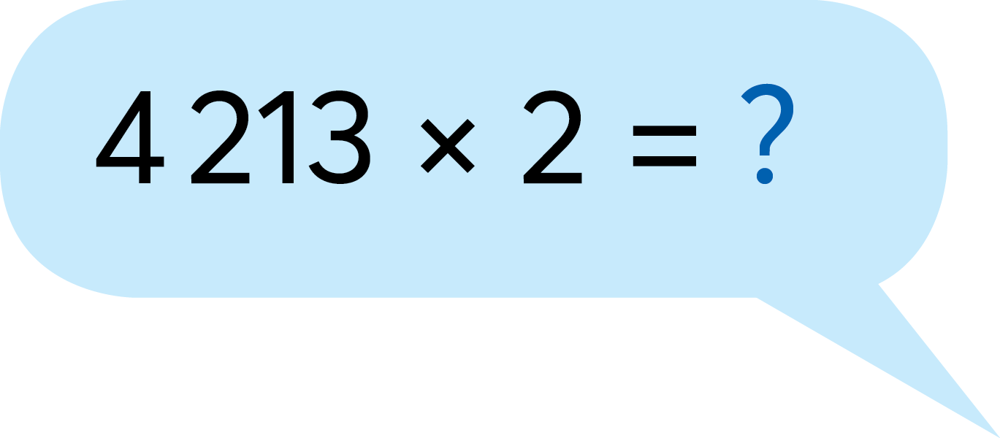 4 213 × 2 = ?